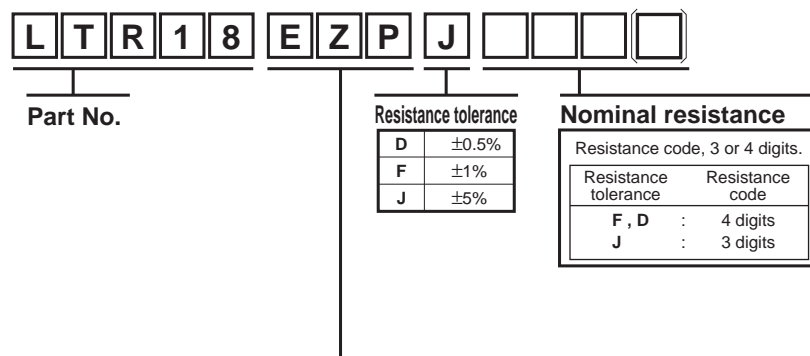 L T R 1 8 E Z P J
Part No.
Resistance tolerance
D ±0.5%
F ±1%
J ±5%
Nominal resistance
Resistance code, 3 or 4 digits.
Resistance tolerance Resistance code
F , D : 4 digits
J : 3 digits